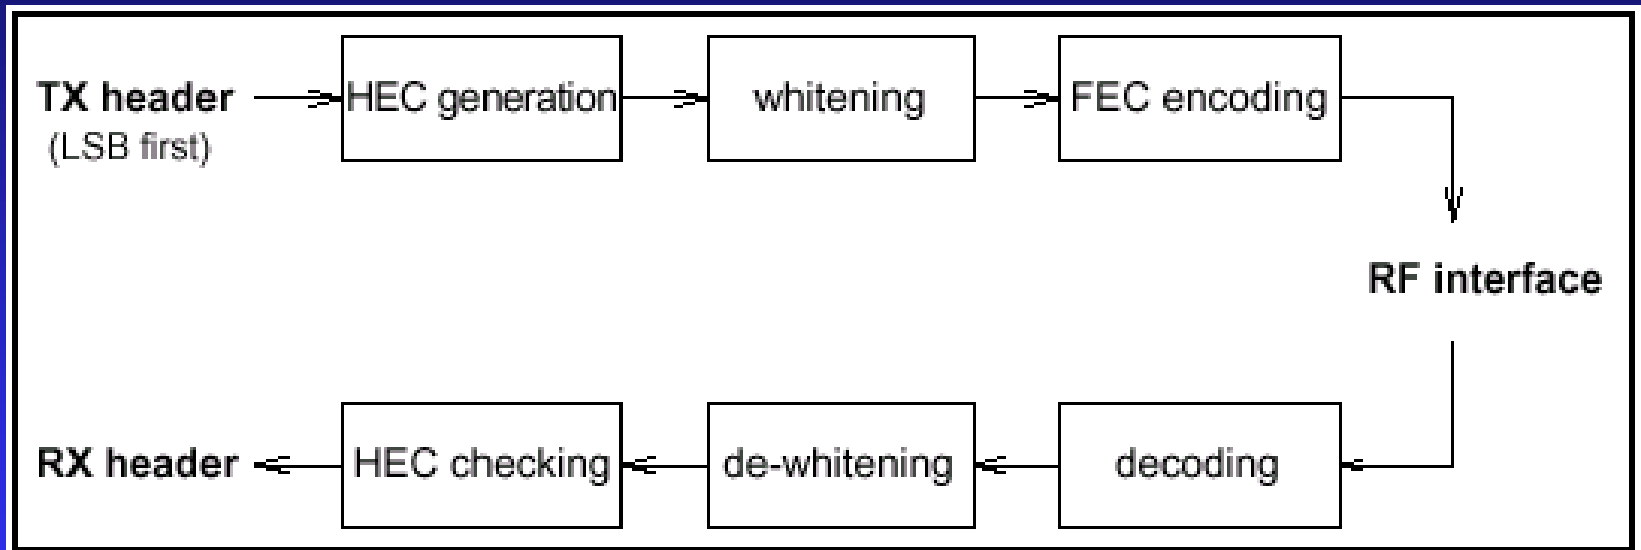 TX header
(LSB first)
HEC generation
whitening
FEC encoding
RF interface
RX header
HEC checking
de-whitening
decoding